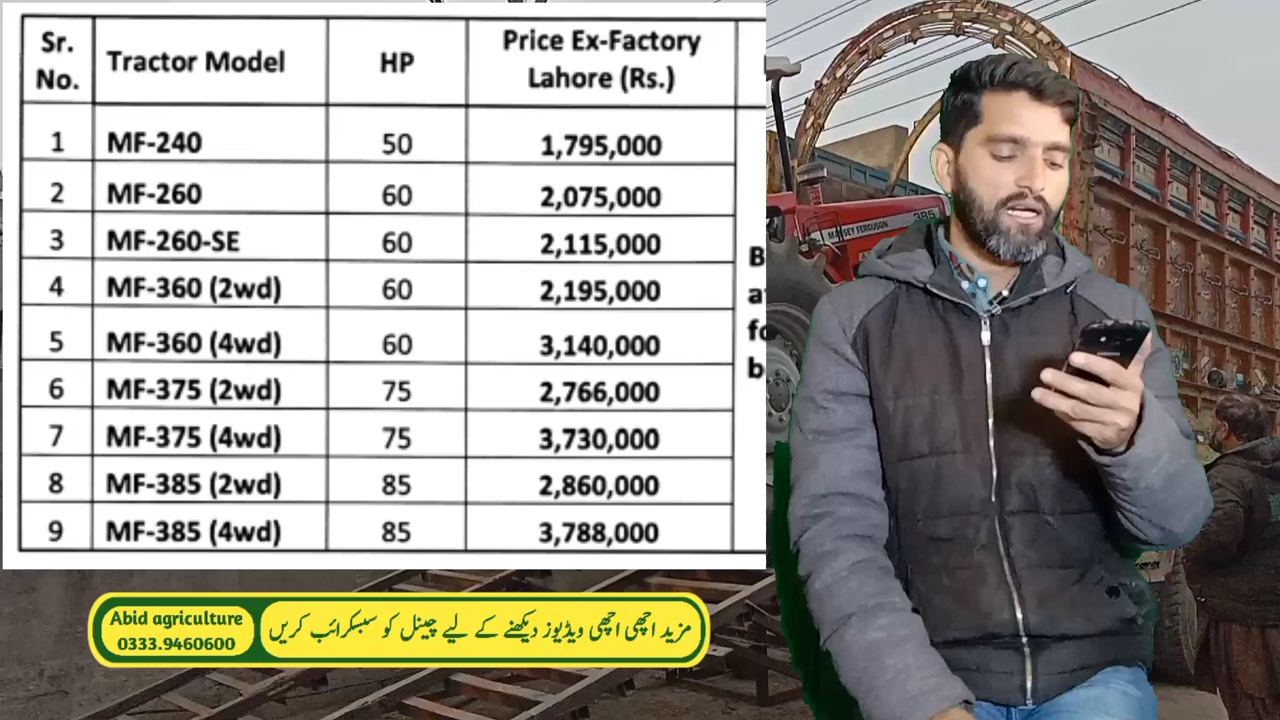 Sr. No. Tractor Model HP Price Ex-Factory Lahore (Rs.)
1 MF-240 50 1,795,000
2 MF-260 60 2,075,000
3 MF-260-SE 60 2,115,000
4 MF-360 (2wd) 60 2,195,000
5 MF-360 (4wd) 60 3,140,000
6 MF-375 (2wd) 75 2,766,000
7 MF-375 (4wd) 75 3,730,000
8 MF-385 (2wd) 85 2,860,000
9 MF-385 (4wd) 85 3,788,000
MASSEY FERGUSON 385
SAMSUNG
Abid agriculture
0333.9460600
مزید اچھی اچھی ویڈیوز دیکھنے کے لیے چینل کو سبسکرائب کریں